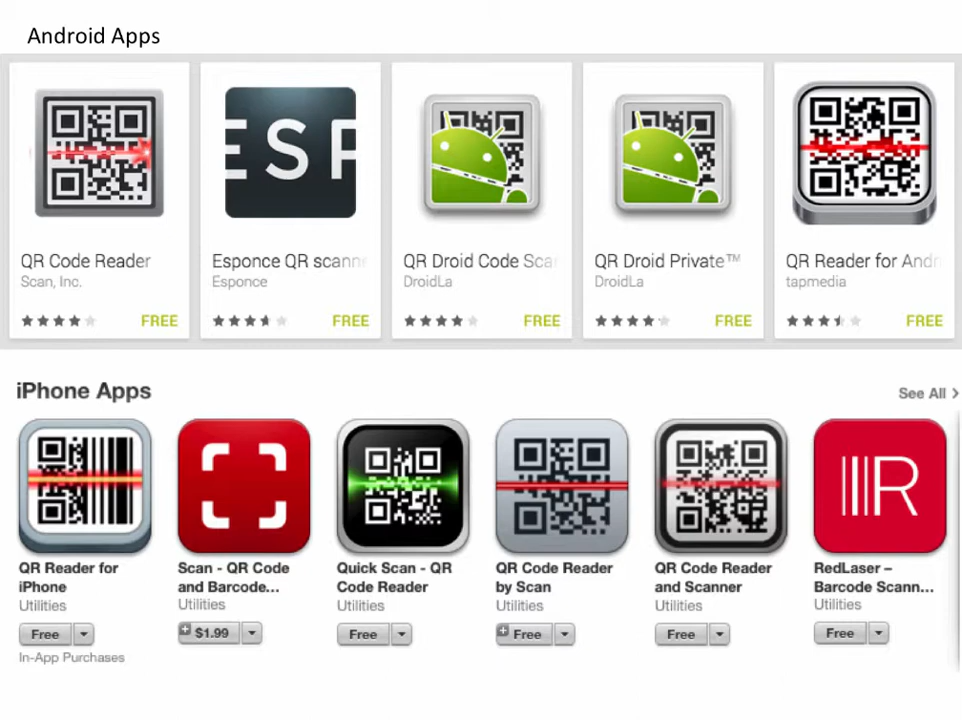 Android Apps
ESP
QR Code Reader
Scan, Inc.
FREE
Esponce QR scanne
Esponce
FREE
QR Droid Code Scan
DroidLa
FREE
QR Droid Private™
DroidLa
FREE
QR Reader for Andr
tapmedia
FREE
iPhone Apps
See All >
R
QR Reader for
iPhone
Utilities
Free
In-App Purchases
Scan - QR Code
and Barcode...
Utilities
+ $1.99
Quick Scan - QR
Code Reader
Utilities
Free
QR Code Reader
by Scan
Utilities
+ Free
QR Code Reader
and Scanner
Utilities
Free
RedLaser –
Barcode Scann...
Utilities
Free